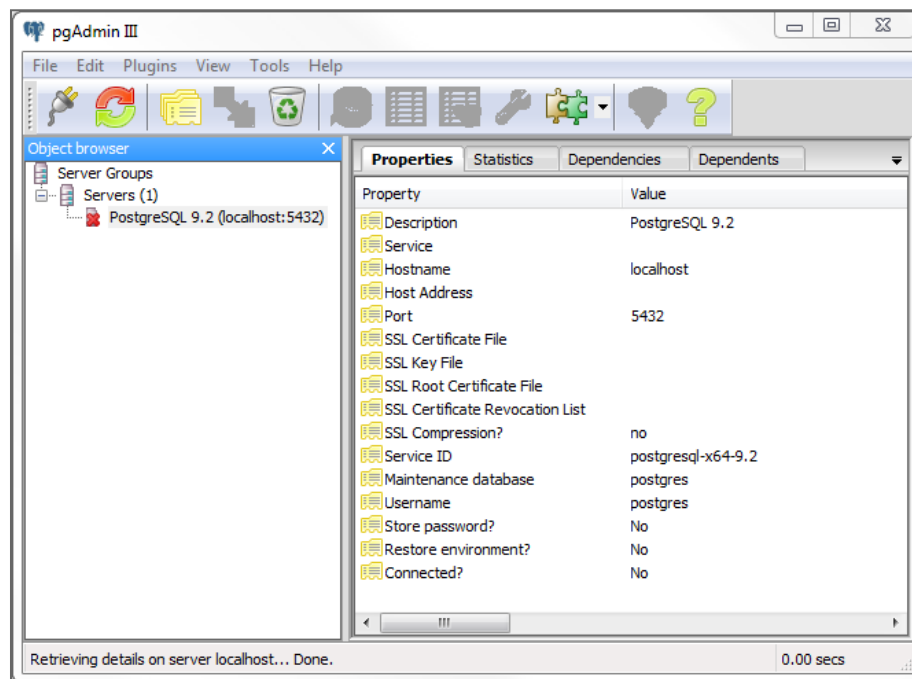 pgAdmin III
File Edit Plugins View Tools Help
Object browser
Server Groups
Servers (1)
PostgreSQL 9.2 (localhost:5432)
Properties Statistics Dependencies Dependents
Property Value
Description PostgreSQL 9.2
Service
Hostname localhost
Host Address
Port 5432
SSL Certificate File
SSL Key File
SSL Root Certificate File
SSL Certificate Revocation List
SSL Compression? no
Service ID postgresql-x64-9.2
Maintenance database postgres
Username postgres
Store password? No
Restore environment? No
Connected? No
Retrieving details on server localhost... Done. 0.00 secs